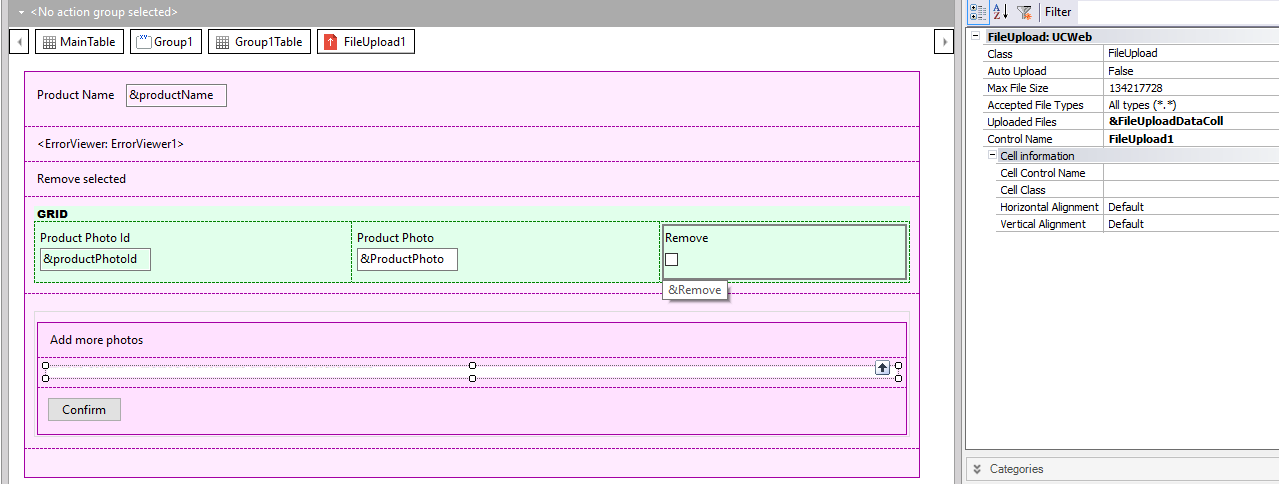 <No action group selected>
MainTable
Group1
Group1Table
FileUpload1
Product Name
&productName
<ErrorViewer: ErrorViewer1>
Remove selected
GRID
Product Photo Id
Product Photo
Remove
&productPhotoId
&ProductPhoto
&Remove
Add more photos
Confirm
Filter
FileUpload: UCWeb
Class FileUpload
Auto Upload False
Max File Size 134217728
Accepted File Types All types (*.*)
Uploaded Files &FileUploadDataColl
Control Name FileUpload1
Cell information
Cell Control Name
Cell Class
Horizontal Alignment Default
Vertical Alignment Default
Categories